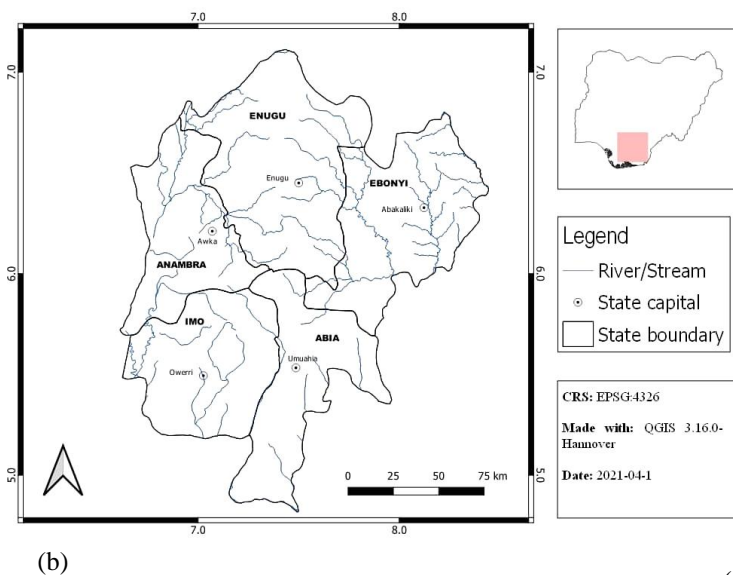 7.0
8.0
7.0
7.0
ENUGU
Enugu
EBONYI
Abakaliki
Awka
ANAMBRA
6.0
6.0
IMO
ABIA
Umuahia
Owerri
5.0
5.0
0 25 50 75 km
7.0
8.0
Legend
River/Stream
State capital
State boundary
CRS: EPSG:4326
Made with: QGIS 3.16.0-
Hannover
Date: 2021-04-1
(b)